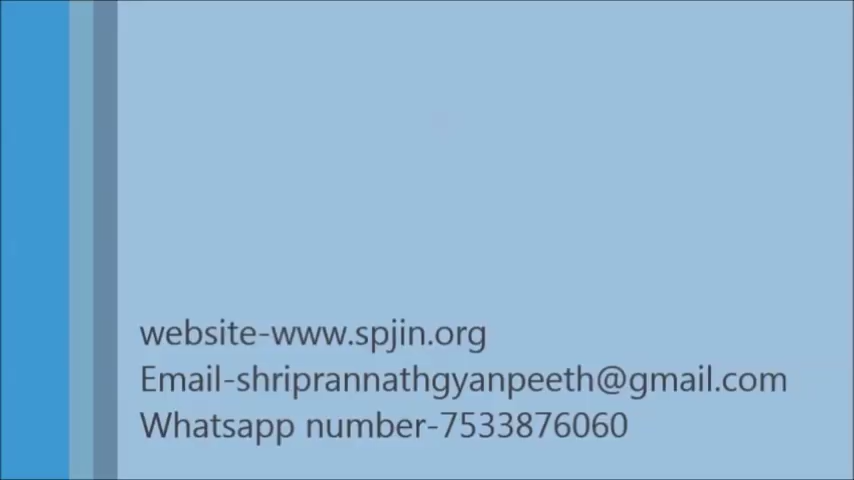 website-www.spjin.org
Email-shriprannathgyanpeeth@gmail.com
Whatsapp number-7533876060